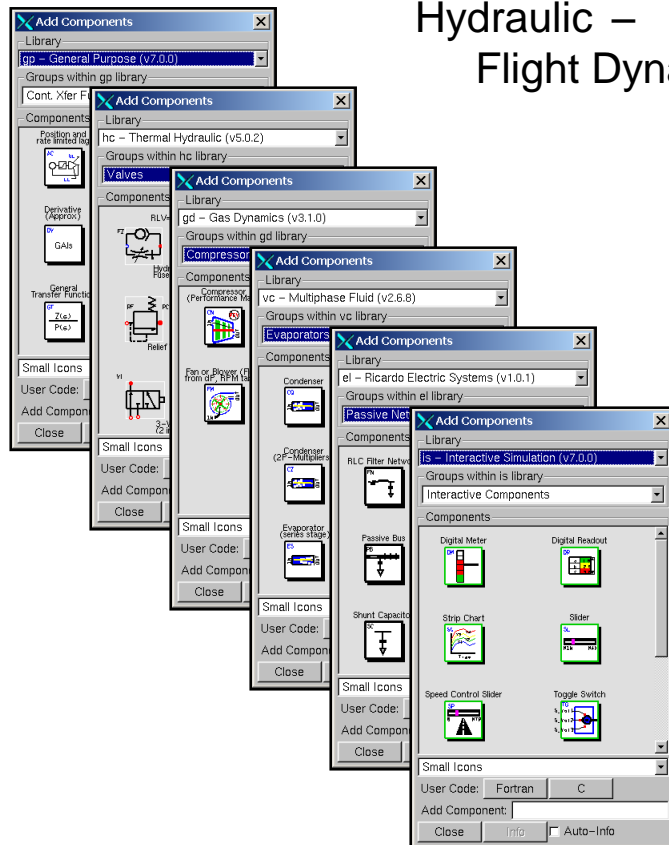 Hydraulic –
Flight Dyna
Add Components
Library
gp – General Purpose (v7.0.0)
Groups within gp library
Cont. Xfer Fu
Components
Position and
rate limited lag
Derivative
(Approx)
GAIs
General
Transfer Functio
Z(s)
P(s)
Small Icons
User Code:
Add Compon
Close
Add Components
Library
hc – Thermal Hydraulic (v5.0.2)
Groups within hc library
Valves
Components
RLV=
Hydr
Fuse
Relief
3-V
(2 i
Small Icons
User Code:
Add Compon
Close
Add Components
Library
gd – Gas Dynamics (v3.1.0)
Groups within gd library
Compressor
Components
Compressor
(Performance Ma
Fan or Blower (F
from dP, RPM ta
Small Icons
User Code:
Add Compon
Close
Add Components
Library
vc – Multiphase Fluid (v2.6.8)
Groups within vc library
Evaporators
Components
Condenser
Condenser
(2P-Multipliers
Evaporator
(series stage)
Small Icons
User Code:
Add Compon
Close
Add Components
Library
el – Ricardo Electric Systems (v1.0.1)
Groups within el library
Passive Net
Components
RLC Filter Netwo
Passive Bus
Shunt Capacito
Small Icons
User Code:
Add Compon
Close
Add Components
Library
is – Interactive Simulation (v7.0.0)
Groups within is library
Interactive Components
Components
Digital Meter Digital Readout
Strip Chart Slider
Speed Control Slider Toggle Switch
Small Icons
User Code: Fortran C
Add Component:
Close Info Auto-Info